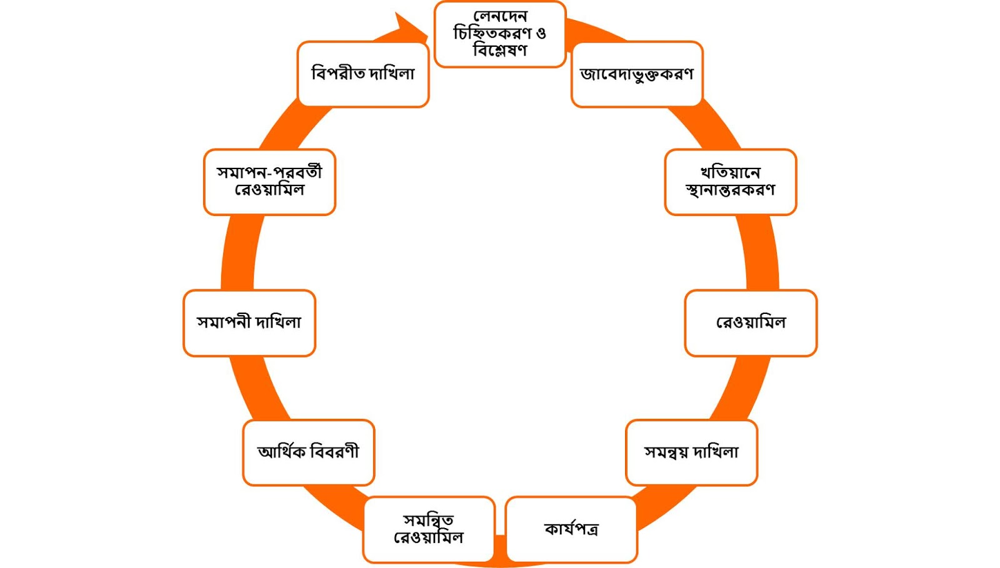 লেনদেন
চিহ্নিতকরণ ও
বিশ্লেষণ
জাবেদাভুক্তকরণ
খতিয়ানে
স্থানান্তরকরণ
রেওয়ামিল
সমন্বয় দাখিলা
কার্যপত্র
সমন্বিত
রেওয়ামিল
আর্থিক বিবরণী
সমাপনী দাখিলা
সমাপন-পরবর্তী
রেওয়ামিল
বিপরীত দাখিলা